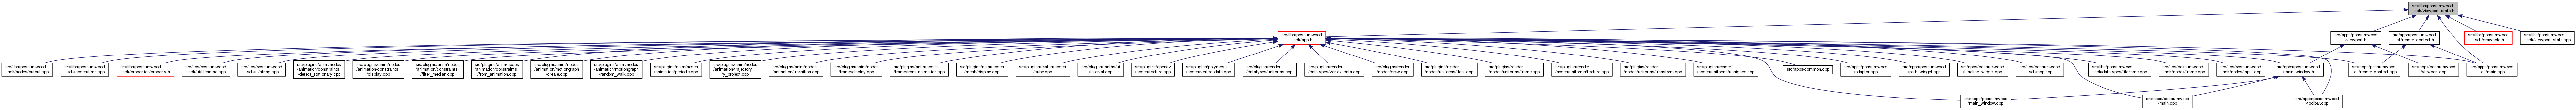 src/libs/possumwood
_sdk/viewport_state.h
src/libs/possumwood
_sdk/app.h
src/apps/possumwood
/viewport.h
src/apps/possumwood
_cli/render_context.h
src/libs/possumwood
_sdk/drawable.h
src/libs/possumwood
_sdk/viewport_state.cpp
src/libs/possumwood
_sdk/nodes/output.cpp
src/libs/possumwood
_sdk/nodes/time.cpp
src/libs/possumwood
_sdk/properties/property.h
src/libs/possumwood
_sdk/ui/filename.cpp
src/libs/possumwood
_sdk/ui/string.cpp
src/plugins/anim/nodes
/animation/constraints
/detect_stationary.cpp
src/plugins/anim/nodes
/animation/constraints
/display.cpp
src/plugins/anim/nodes
/animation/constraints
/filter_median.cpp
src/plugins/anim/nodes
/animation/constraints
/from_animation.cpp
src/plugins/anim/nodes
/animation/motiongraph
/create.cpp
src/plugins/anim/nodes
/animation/motiongraph
/random_walk.cpp
src/plugins/anim/nodes
/animation/periodic.cpp
src/plugins/anim/nodes
/animation/trajectory
/y_project.cpp
src/plugins/anim/nodes
/animation/transition.cpp
src/plugins/anim/nodes
/frame/display.cpp
src/plugins/anim/nodes
/frame/from_animation.cpp
src/plugins/anim/nodes
/mesh/display.cpp
src/plugins/maths/nodes
/cube.cpp
src/plugins/maths/ui
/interval.cpp
src/plugins/opencv
/nodes/texture.cpp
src/plugins/polymesh
/nodes/vertex_data.cpp
src/plugins/render
/datatypes/uniforms.cpp
src/plugins/render
/datatypes/vertex_data.cpp
src/plugins/render
/nodes/draw.cpp
src/plugins/render
/nodes/uniforms/float.cpp
src/plugins/render
/nodes/uniforms/frame.cpp
src/plugins/render
/nodes/uniforms/texture.cpp
src/plugins/render
/nodes/uniforms/transform.cpp
src/plugins/render
/nodes/uniforms/unsigned.cpp
src/apps/common.cpp
src/apps/possumwood
/adaptor.cpp
src/apps/possumwood
/path_widget.cpp
src/apps/possumwood
/timeline_widget.cpp
src/libs/possumwood
_sdk/app.cpp
src/libs/possumwood
_sdk/datatypes/filename.cpp
src/libs/possumwood
_sdk/nodes/frame.cpp
src/libs/possumwood
_sdk/nodes/input.cpp
src/apps/possumwood
/main_window.h
src/apps/possumwood
_cli/render_context.cpp
src/apps/possumwood
/viewport.cpp
src/apps/possumwood
_cli/main.cpp
src/apps/possumwood
/main_window.cpp
src/apps/possumwood
/main.cpp
src/apps/possumwood
/toolbar.cpp